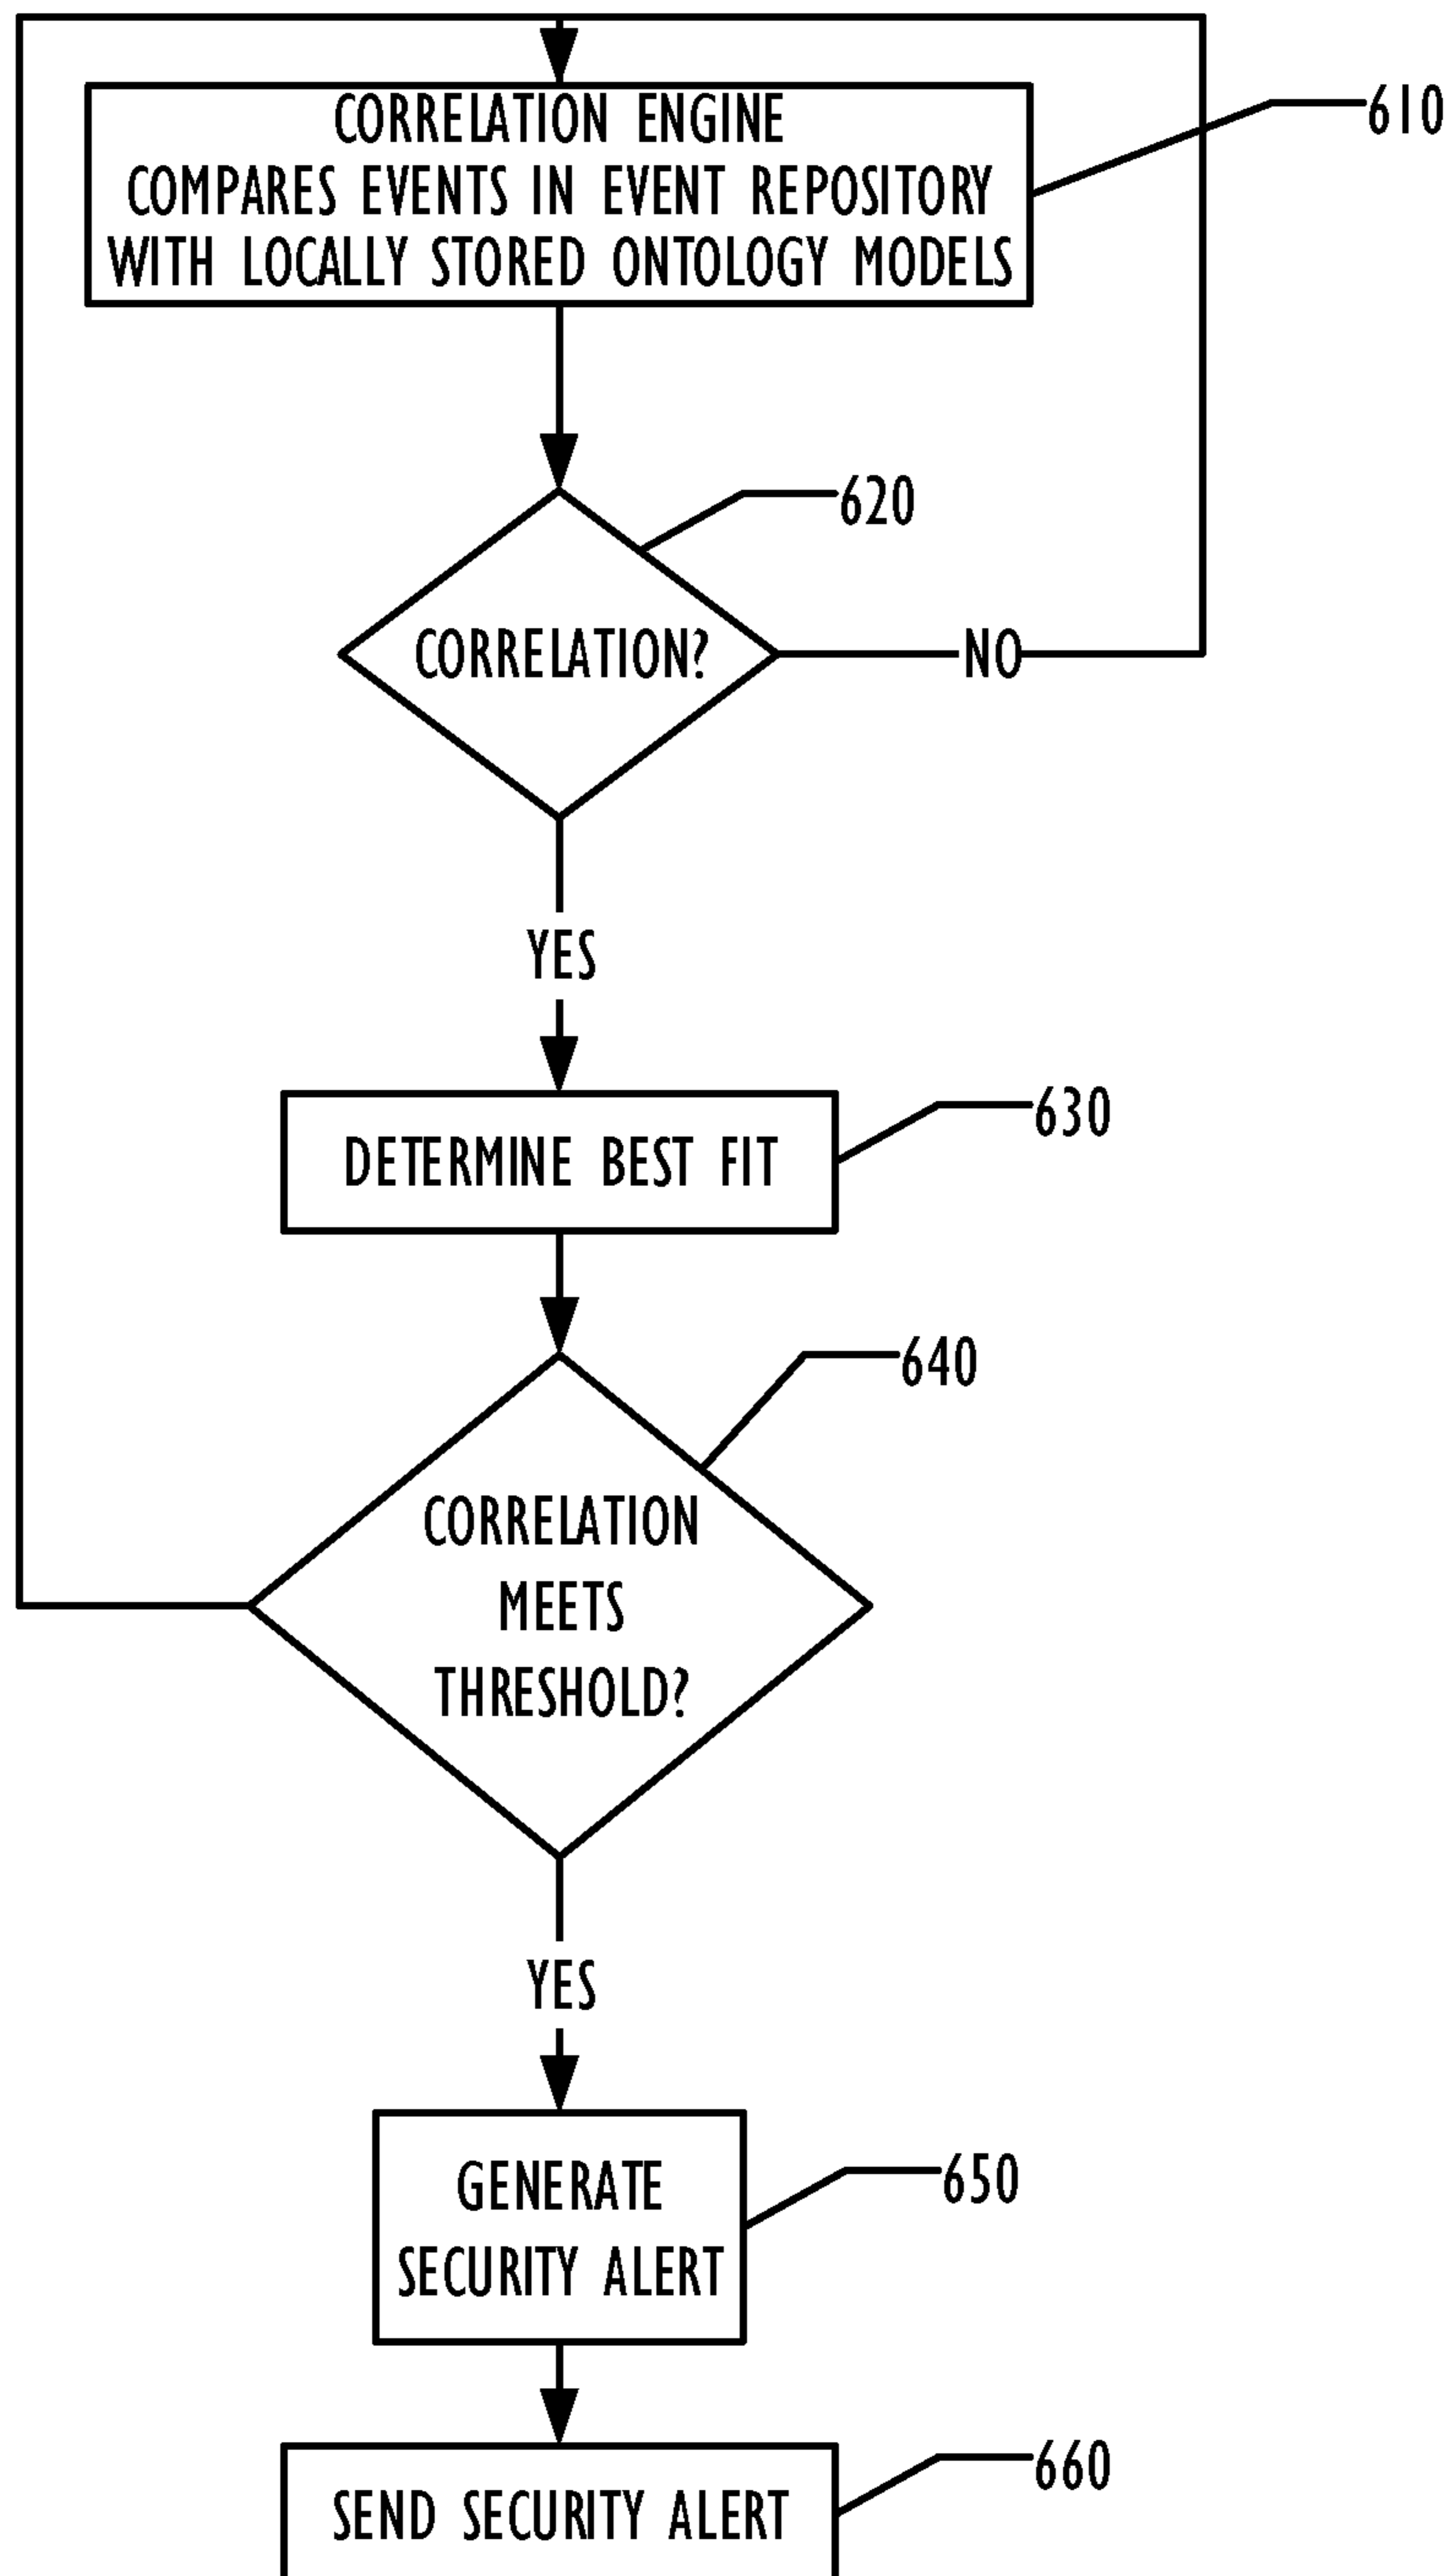 CORRELATION ENGINE
COMPARES EVENTS IN EVENT REPOSITORY
WITH LOCALLY STORED ONTOLOGY MODELS
610
620
CORRELATION?
NO
YES
DETERMINE BEST FIT
630
640
CORRELATION
MEETS
THRESHOLD?
YES
GENERATE
SECURITY ALERT
650
660
SEND SECURITY ALERT